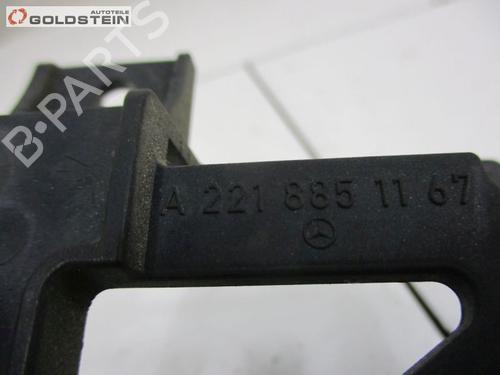 AUTOTEILE
GOLDSTEIN
B-PARTS
A 221 885 11 67